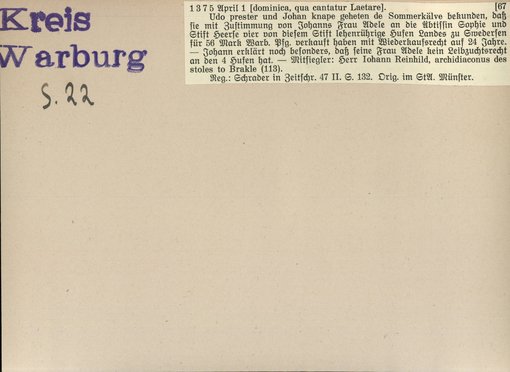 Kreis
Warburg
S. 22
1375 April 1 [dominica, qua cantatur Laetare]. [67
Udo prester und Johan knape geheten de Sommerkälve bekunden, daß
sie mit Zustimmung von Johanns Frau Adele an die Äbtissin Sophie und
Stift Heerse vier von diesem Stift lehenrührige Hufen Landes zu Swedersen
für 56 Mark Warb. Pfg. verkauft haben mit Wiederkaufsrecht auf 24 Jahre.
— Johann erklärt noch besonders, daß seine Frau Adele kein Leibzuchtsrecht
an den 4 Hufen hat. — Mitsiegler: Herr Iohann Reinhild, archidiaconus des
stoles to Brakle (113).
Reg.: Schrader in Zeitschr. 47 II. S. 132. Orig. im StA. Münster.